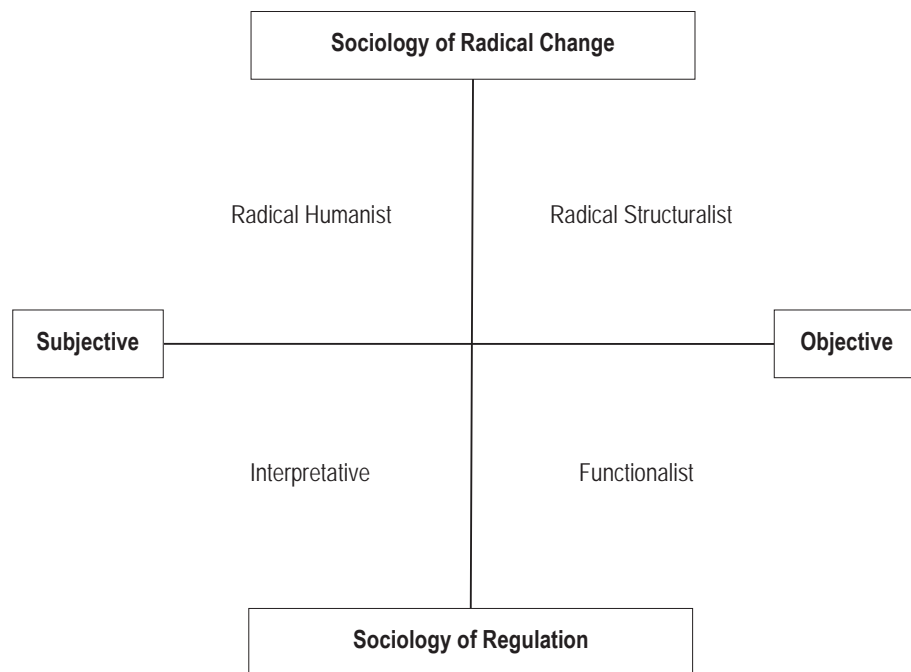 Sociology of Radical Change
Radical Humanist
Radical Structuralist
Subjective
Objective
Interpretative
Functionalist
Sociology of Regulation